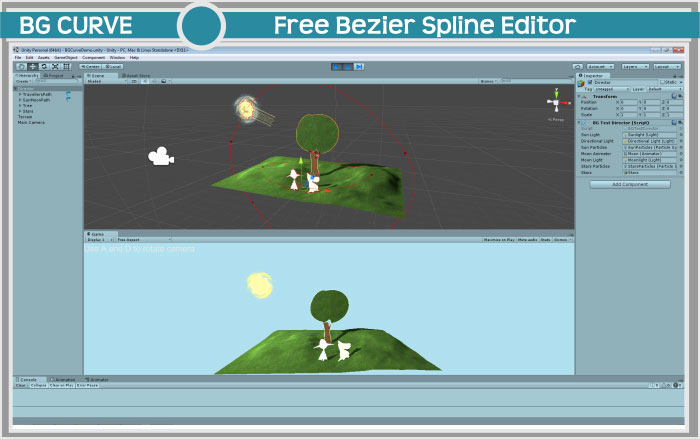 BG CURVE
Free Bezier Spline Editor
Unity Personal (64bit) - BGCurveDemo.unity - Unity - PC, Mac & Linux Standalone <DX11>
File Edit Assets GameObject Component Window Help
Center Local
Account Layers Layout
Hierarchy Project
Create
Director
TravellersPath
SanMoonPath
Tree
Stars
Terrain
Main Camera
Scene Asset Store
Shaded 2D Gizmos
Persp
Inspector
Director Static
Tag Untagged Layer Default
Transform
Position X 0 Y 0 Z 0
Rotation X 0 Y 0 Z 0
Scale X 1 Y 1 Z 1
BG Test Director (Script)
Script BGTestDirector
Sun Light Sunlight (Light)
Directional Light Directional Light (Light)
Sun Particles SunParticles (Particle S
Moon Animator Moon (Animator)
Moon Light Moonlight (Light)
Stars Particles StarsParticles (Particle S
Stars Stars
Add Component
Game
Display 1 Free Aspect Maximize on Play Mute audio Stats Gizmos
Use A and D to rotate camera
Console Animation Animator
Clear Collapse Clear on Play Error Pause